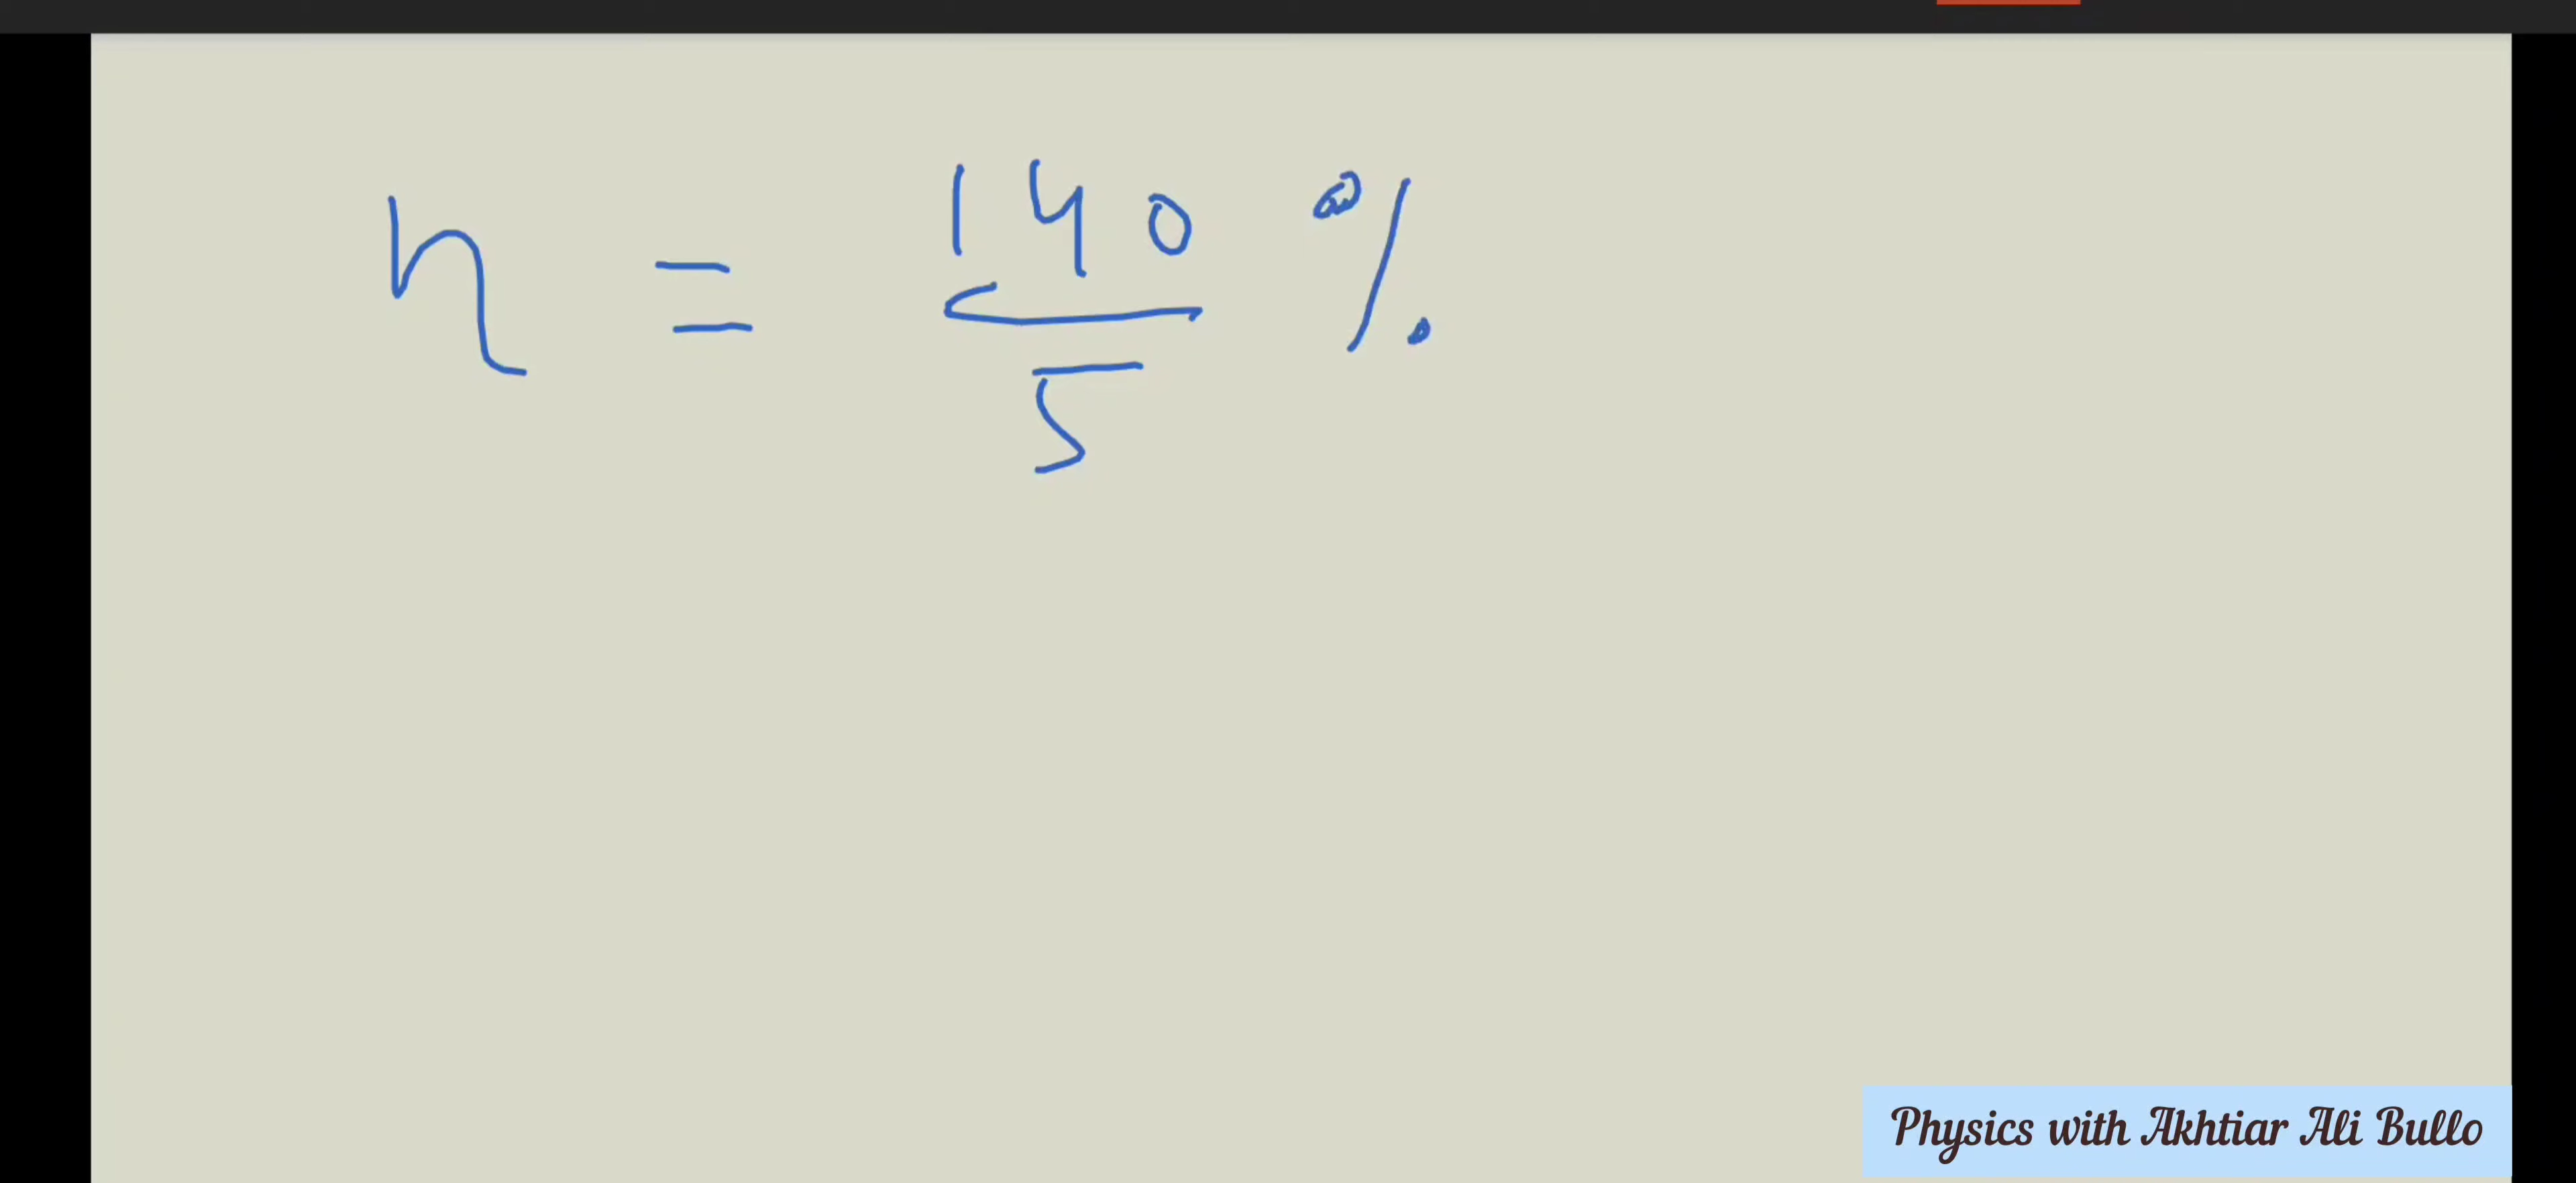 η = 140/5 %
Physics with Akhtiar Ali Bullo